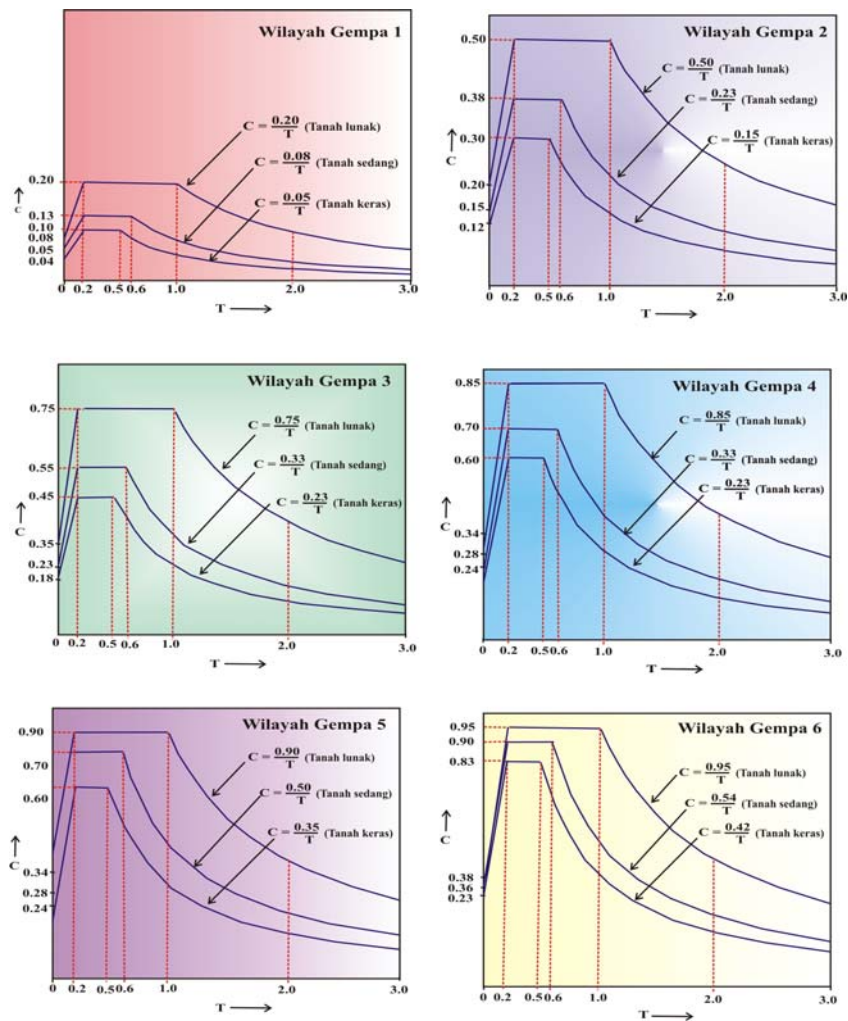 Wilayah Gempa 1
C = 0.20/T (Tanah lunak)
C = 0.08/T (Tanah sedang)
C = 0.05/T (Tanah keras)
C
0.20
0.13
0.10
0.08
0.05
0.04
0 0.2 0.5 0.6 1.0 2.0 3.0
T
Wilayah Gempa 2
C = 0.50/T (Tanah lunak)
C = 0.23/T (Tanah sedang)
C = 0.15/T (Tanah keras)
C
0.50
0.38
0.30
0.20
0.15
0.12
0 0.2 0.5 0.6 1.0 2.0 3.0
T
Wilayah Gempa 3
C = 0.75/T (Tanah lunak)
C = 0.33/T (Tanah sedang)
C = 0.23/T (Tanah keras)
C
0.75
0.55
0.45
0.35
0.23
0.18
0 0.2 0.5 0.6 1.0 2.0 3.0
T
Wilayah Gempa 4
C = 0.85/T (Tanah lunak)
C = 0.33/T (Tanah sedang)
C = 0.23/T (Tanah keras)
C
0.85
0.70
0.60
0.34
0.28
0.24
0 0.2 0.5 0.6 1.0 2.0 3.0
T
Wilayah Gempa 5
C = 0.90/T (Tanah lunak)
C = 0.50/T (Tanah sedang)
C = 0.35/T (Tanah keras)
C
0.90
0.70
0.60
0.34
0.28
0.24
0 0.2 0.5 0.6 1.0 2.0 3.0
T
Wilayah Gempa 6
C = 0.95/T (Tanah lunak)
C = 0.54/T (Tanah sedang)
C = 0.42/T (Tanah keras)
C
0.95
0.90
0.83
0.38
0.36
0.23
0 0.2 0.5 0.6 1.0 2.0 3.0
T